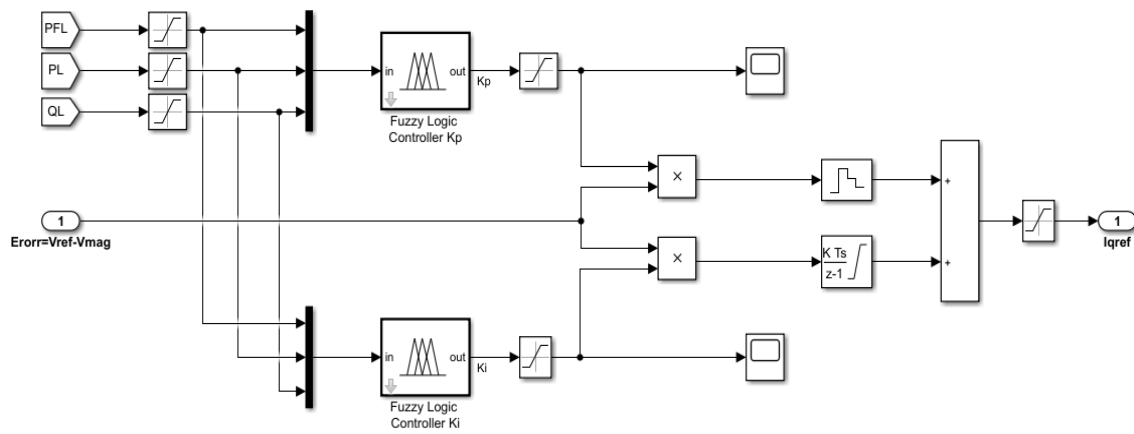 PFL
PL
QL
in
out
Kp
Fuzzy Logic
Controller Kp
×
+
1
Erorr=Vref-Vmag
×
K Ts
z-1
+
1
Iqref
in
out
Ki
Fuzzy Logic
Controller Ki